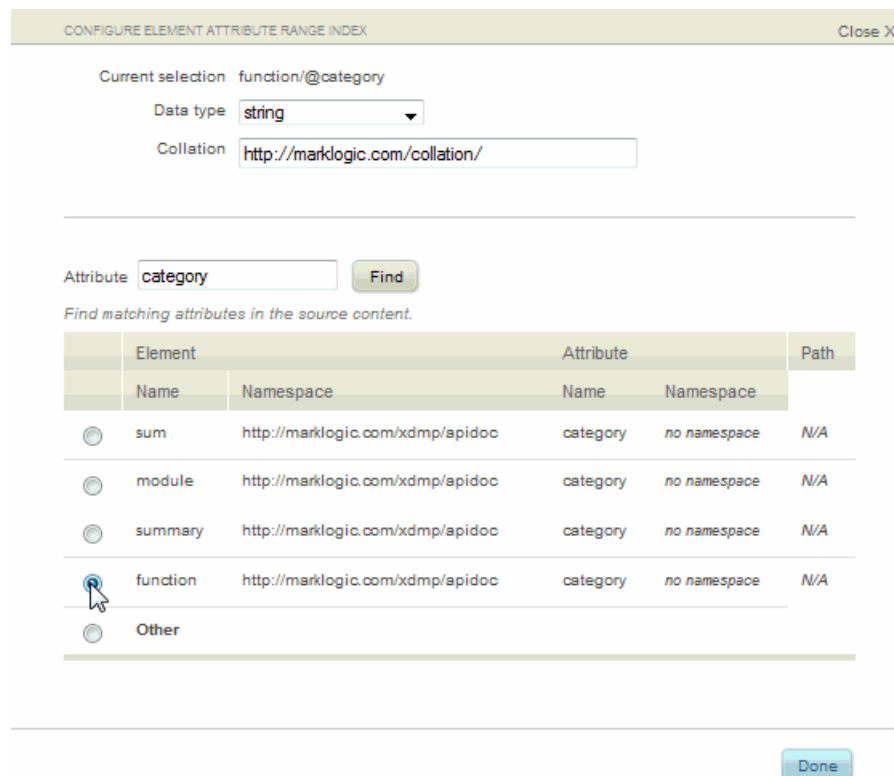 CONFIGURE ELEMENT ATTRIBUTE RANGE INDEX Close X
Current selection function/@category
Data type string
Collation http://marklogic.com/collation/
Attribute category Find
Find matching attributes in the source content.
Element Attribute Path
Name Namespace Name Namespace
sum http://marklogic.com/xdmp/apidoc category no namespace N/A
module http://marklogic.com/xdmp/apidoc category no namespace N/A
summary http://marklogic.com/xdmp/apidoc category no namespace N/A
function http://marklogic.com/xdmp/apidoc category no namespace N/A
Other
Done